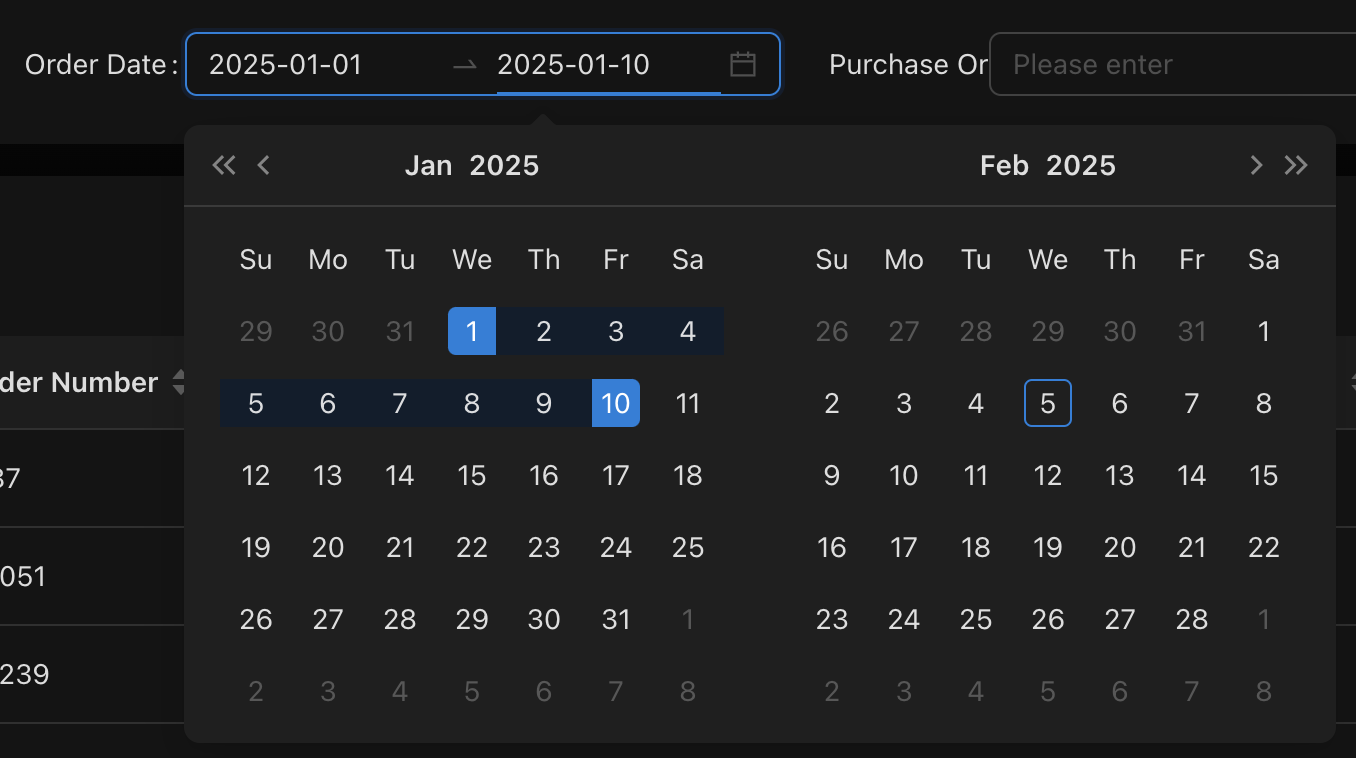 Order Date: 2025-01-01 → 2025-01-10 Purchase Or Please enter
Jan 2025 Feb 2025
Su Mo Tu We Th Fr Sa Su Mo Tu We Th Fr Sa
29 30 31 1 2 3 4 26 27 28 29 30 31 1
der Number
5 6 7 8 9 10 11 2 3 4 5 6 7 8
37 12 13 14 15 16 17 18 9 10 11 12 13 14 15
19 20 21 22 23 24 25 16 17 18 19 20 21 22
051
26 27 28 29 30 31 1 23 24 25 26 27 28 1
239 2 3 4 5 6 7 8 2 3 4 5 6 7 8